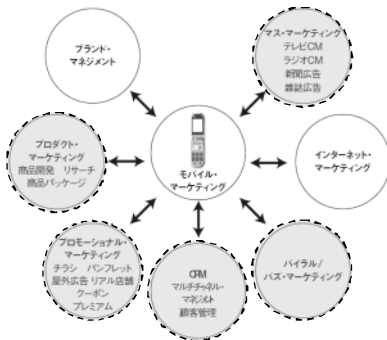 ブランド・
マネジメント
マス・マーケティング
テレビCM
ラジオCM
新聞広告
雑誌広告
プロダクト・
マーケティング
商品開発 リサーチ
商品パッケージ
モバイル・
マーケティング
インターネット・
マーケティング
プロモーショナル・
マーケティング
チラシ パンフレット
屋外広告 リアル店舗
クーポン
プレミアム
CRM
マルチチャネル・
マネジメント
顧客管理
バイラル/
バズ・マーケティング